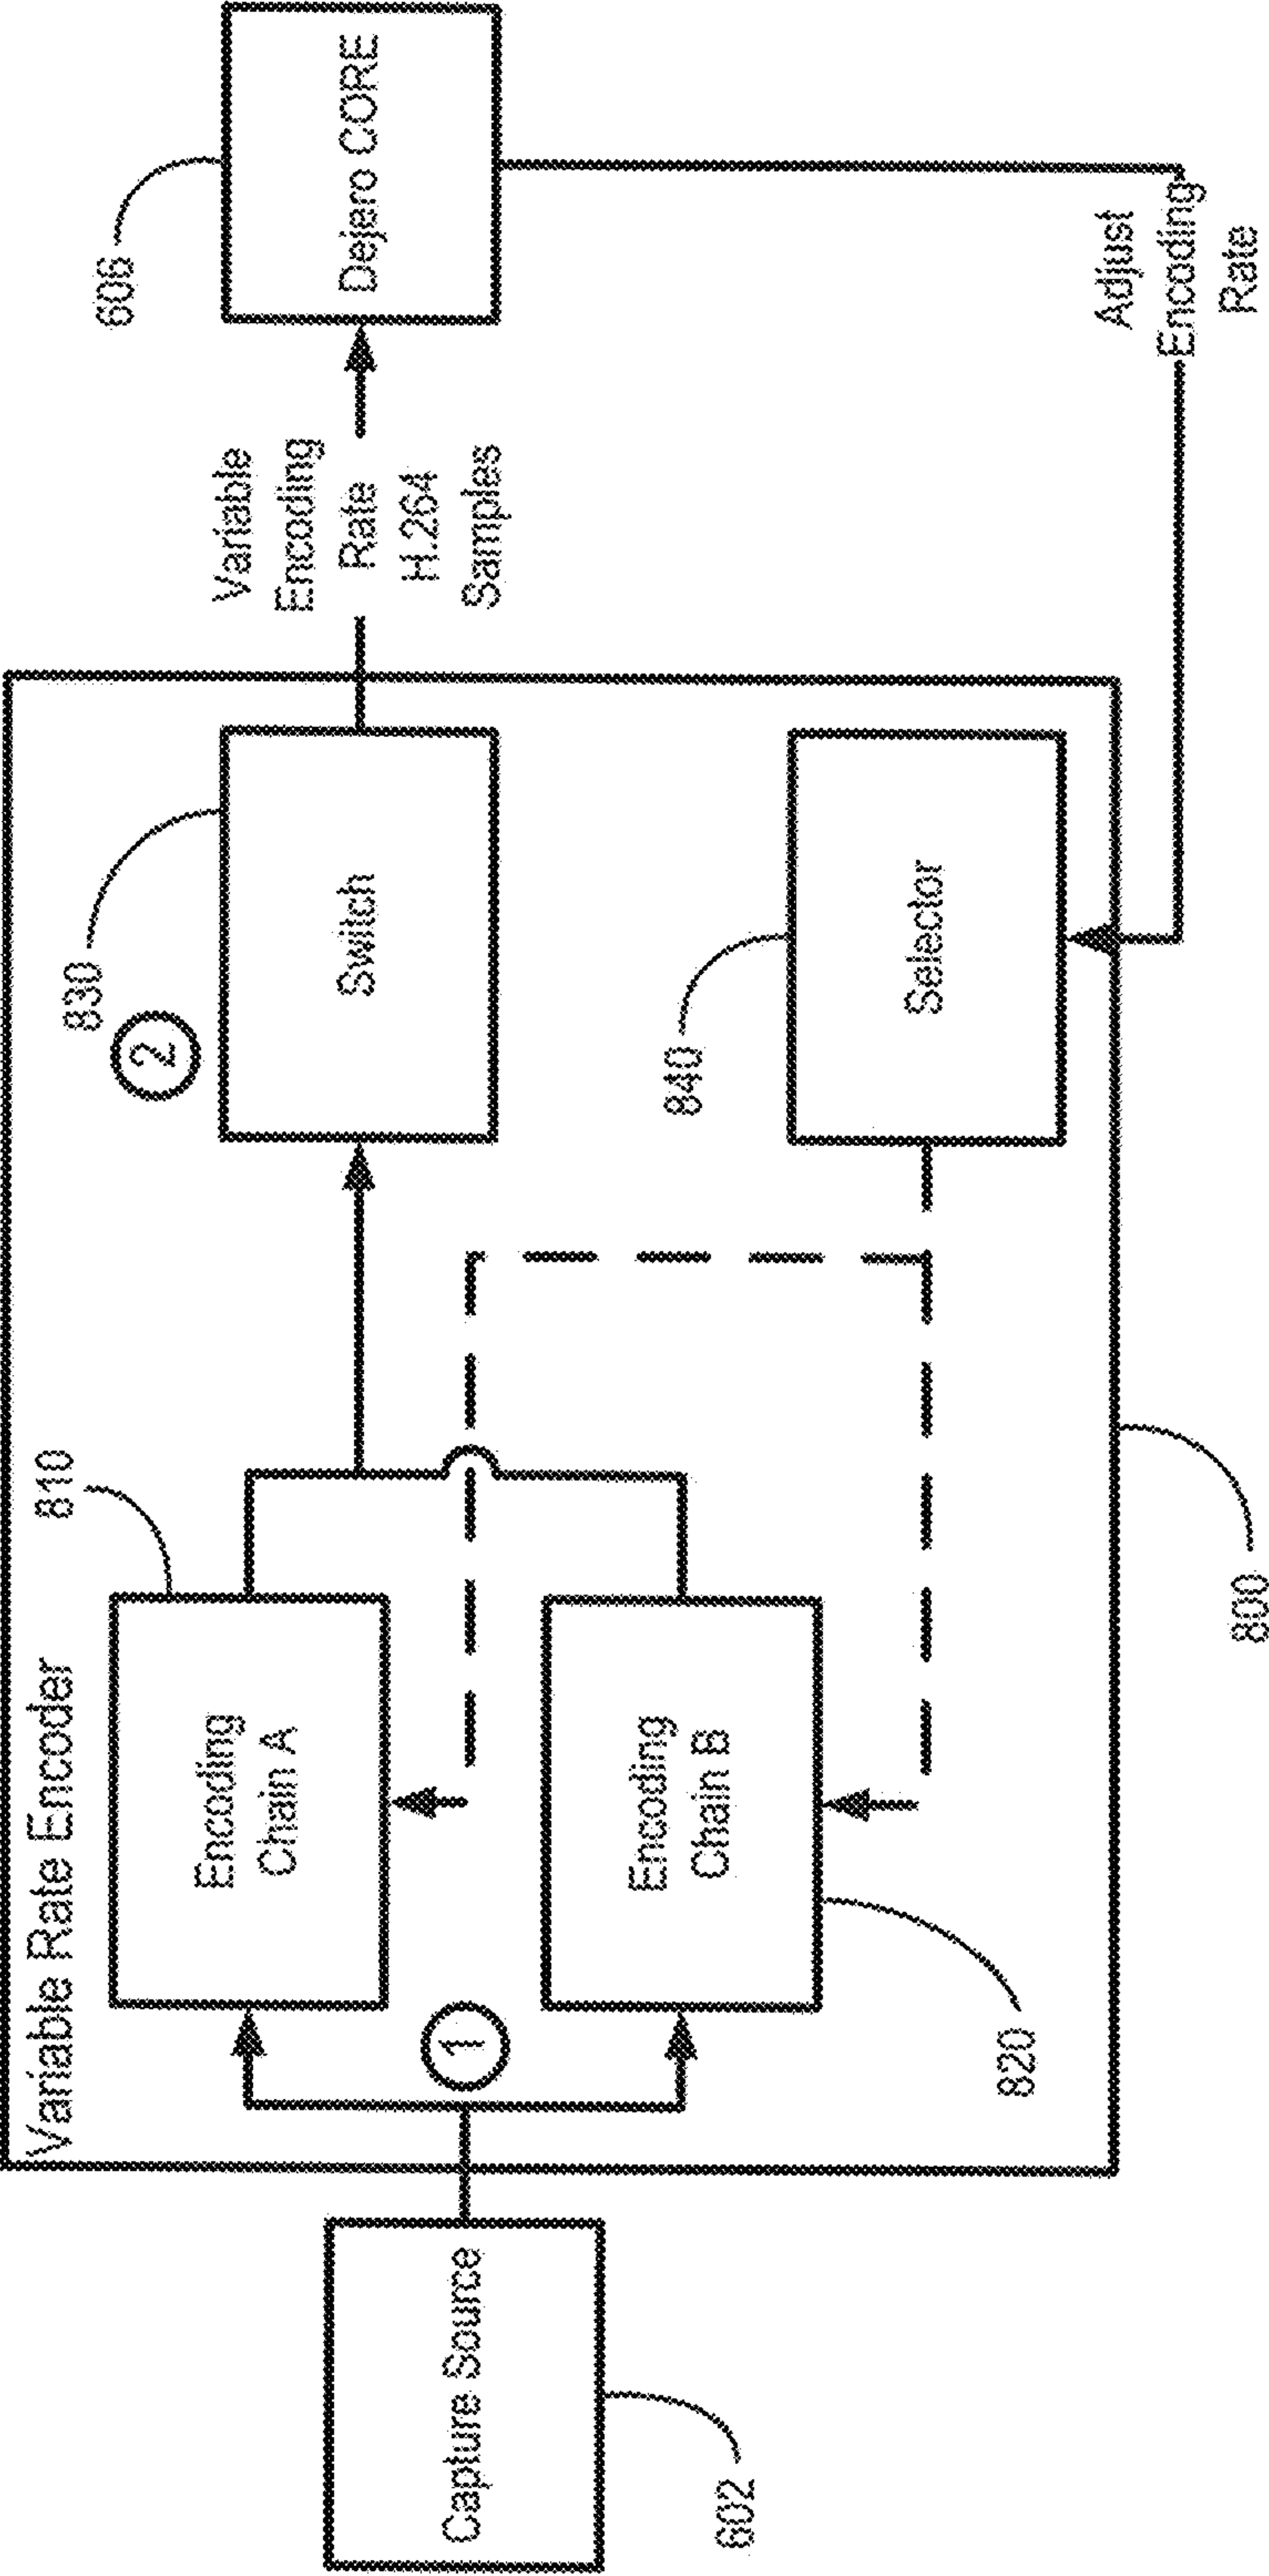 Variable Rate Encoder
810
830
2
606
Encoding
Chain A
Switch
Dejero CORE
Variable
Encoding
Rate
H.264
Samples
Capture Source
602
1
Encoding
Chain B
820
840
Selector
Adjust
Encoding
Rate
800